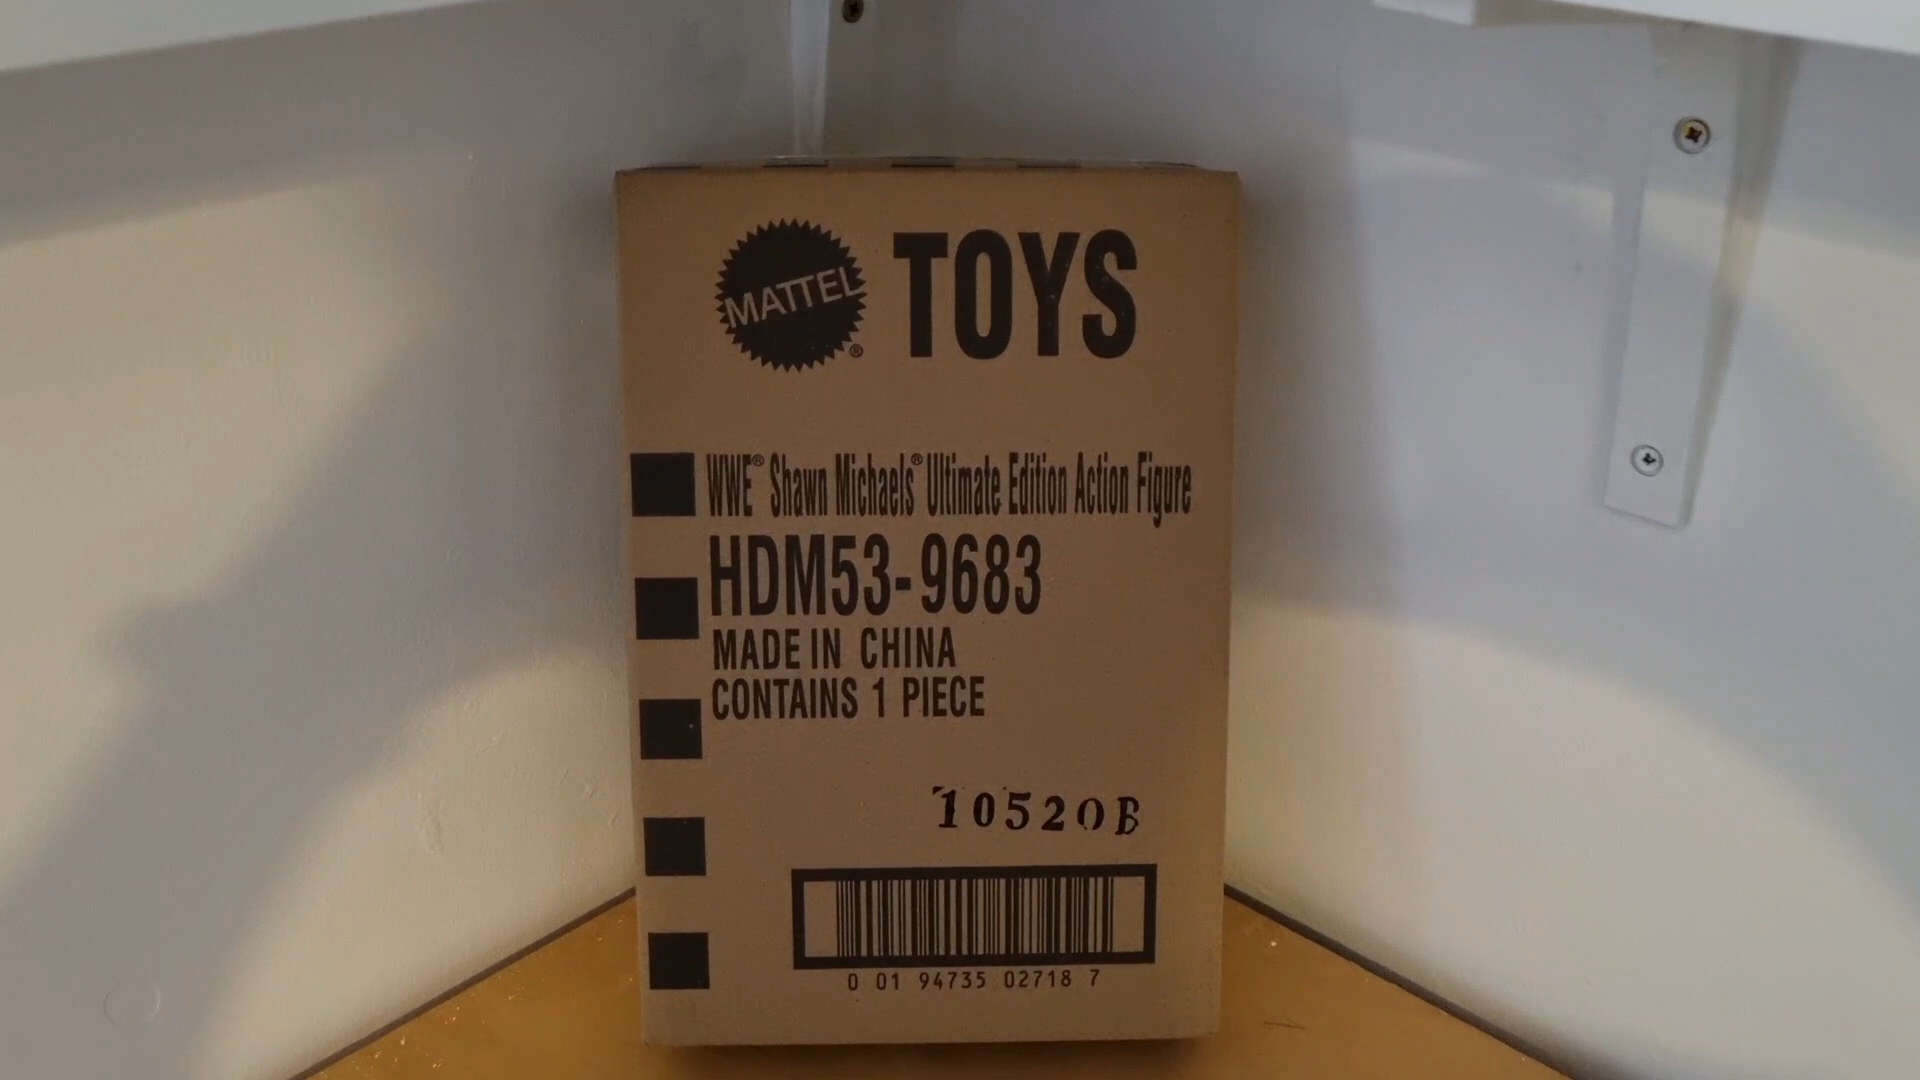 MATTEL® TOYS
WWE® Shawn Michaels® Ultimate Edition Action Figure
HDM53-9683
MADE IN CHINA
CONTAINS 1 PIECE
10520B
0 01 94735 02718 7